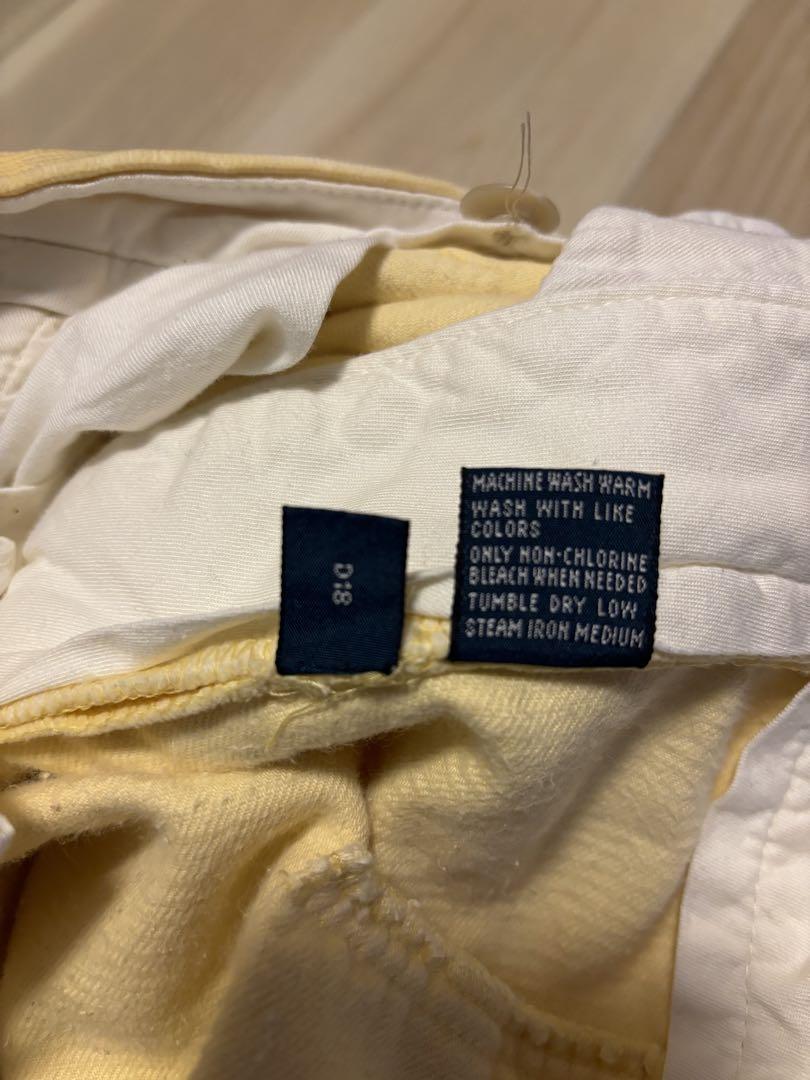 D18
MACHINE WASH WARM
WASH WITH LIKE
COLORS
ONLY NON-CHLORINE
BLEACH WHEN NEEDED
TUMBLE DRY LOW
STEAM IRON MEDIUM